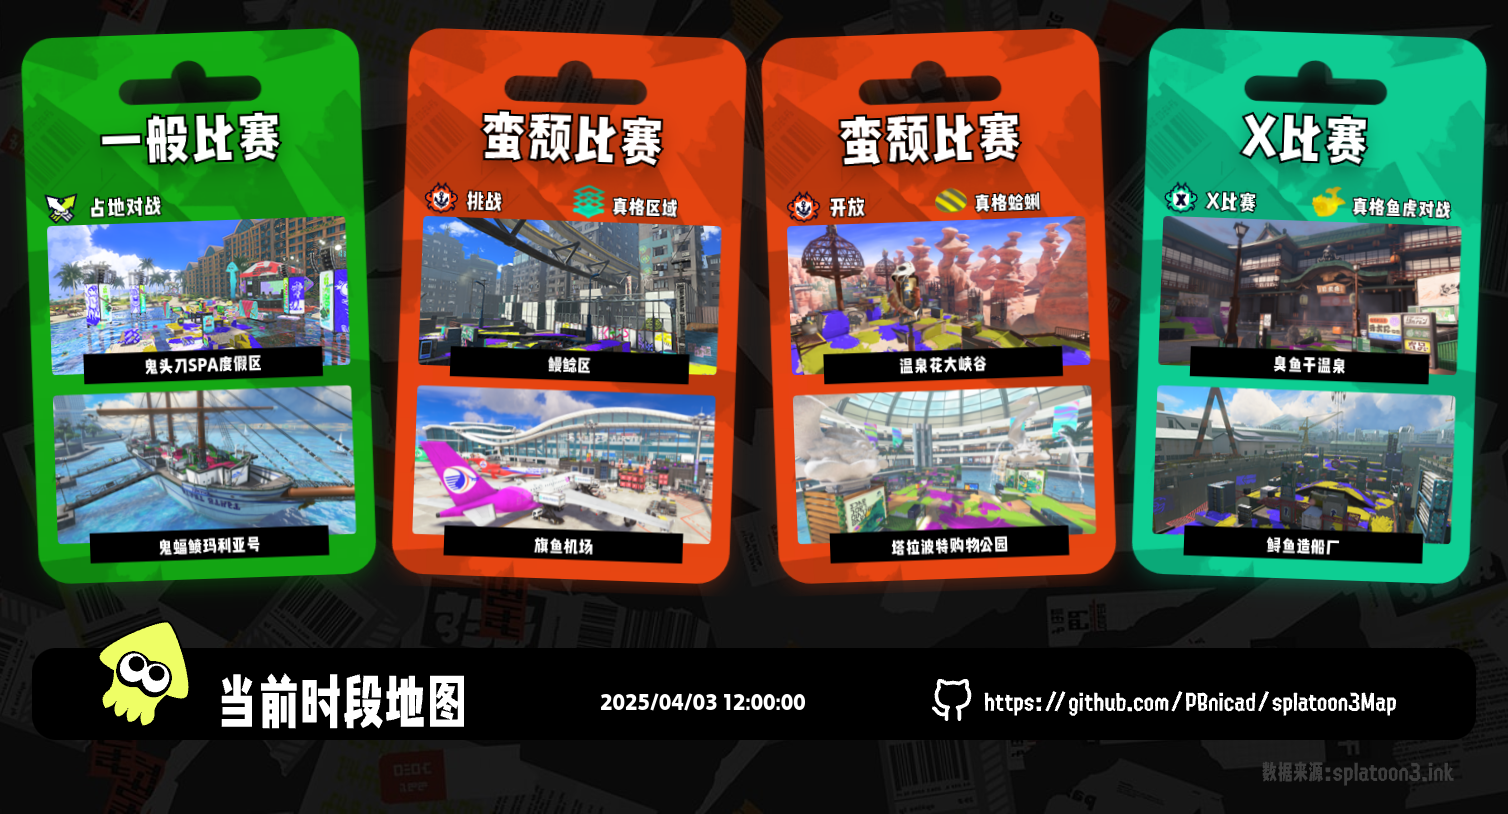 一般比赛
占地对战
鬼头刀SPA度假区
鬼蝠鲼玛利亚号
蛮颓比赛
挑战
真格区域
鳗鲶区
旗鱼机场
蛮颓比赛
开放
真格蛤蜊
温泉花大峡谷
塔拉波特购物公园
X比赛
X比赛
真格鱼虎对战
臭鱼干温泉
鲟鱼造船厂
当前时段地图
2025/04/03 12:00:00
https://github.com/PBnicad/splatoon3Map
数据来源:splatoon3.ink